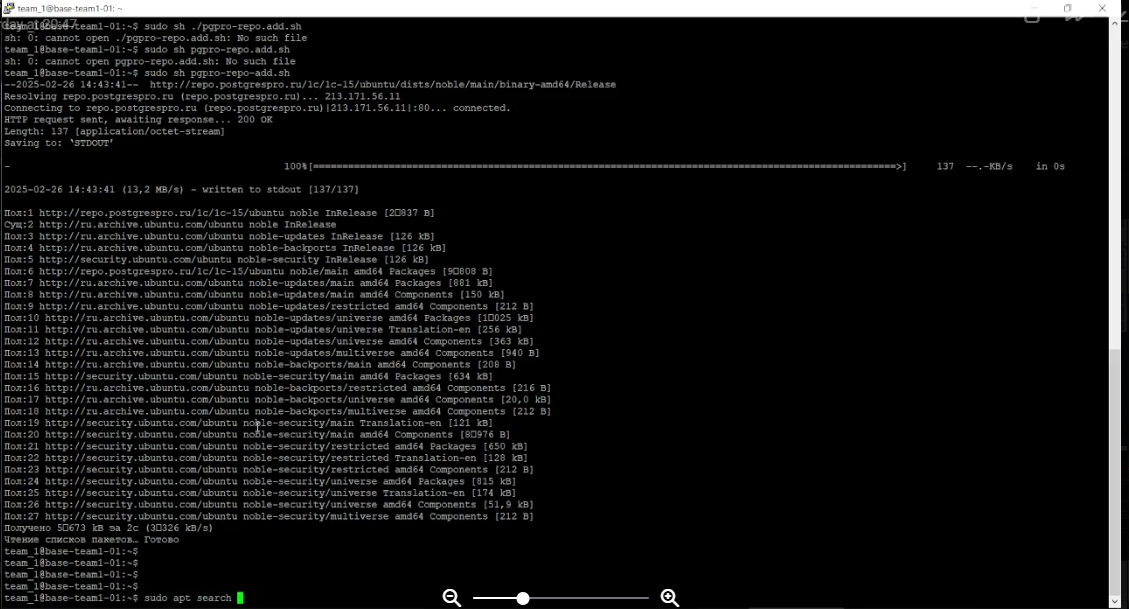 team_1@base-team1-01: ~
team_1@base-team1-01:~$ sudo sh ./pgpro-repo.add.sh
sh: 0: cannot open ./pgpro-repo.add.sh: No such file
team_1@base-team1-01:~$ sudo sh pgpro-repo.add.sh
sh: 0: cannot open pgpro-repo.add.sh: No such file
team_1@base-team1-01:~$ sudo sh pgpro-repo-add.sh
--2025-02-26 14:43:41-- http://repo.postgrespro.ru/1c/1c-15/ubuntu/dists/noble/main/binary-amd64/Release
Resolving repo.postgrespro.ru (repo.postgrespro.ru)... 213.171.56.11
Connecting to repo.postgrespro.ru (repo.postgrespro.ru)|213.171.56.11|:80... connected.
HTTP request sent, awaiting response... 200 OK
Length: 137 [application/octet-stream]
Saving to: ‘STDOUT’
- 100%[=================================================================================================>] 137 --.-KB/s in 0s
2025-02-26 14:43:41 (13,2 MB/s) - written to stdout [137/137]
Пол:1 http://repo.postgrespro.ru/1c/1c-15/ubuntu noble InRelease [2□837 B]
Сущ:2 http://ru.archive.ubuntu.com/ubuntu noble InRelease
Пол:3 http://ru.archive.ubuntu.com/ubuntu noble-updates InRelease [126 kB]
Пол:4 http://ru.archive.ubuntu.com/ubuntu noble-backports InRelease [126 kB]
Пол:5 http://security.ubuntu.com/ubuntu noble-security InRelease [126 kB]
Пол:6 http://repo.postgrespro.ru/1c/1c-15/ubuntu noble/main amd64 Packages [9□808 B]
Пол:7 http://ru.archive.ubuntu.com/ubuntu noble-updates/main amd64 Packages [881 kB]
Пол:8 http://ru.archive.ubuntu.com/ubuntu noble-updates/main amd64 Components [150 kB]
Пол:9 http://ru.archive.ubuntu.com/ubuntu noble-updates/restricted amd64 Components [212 B]
Пол:10 http://ru.archive.ubuntu.com/ubuntu noble-updates/universe amd64 Packages [1□025 kB]
Пол:11 http://ru.archive.ubuntu.com/ubuntu noble-updates/universe Translation-en [256 kB]
Пол:12 http://ru.archive.ubuntu.com/ubuntu noble-updates/universe amd64 Components [363 kB]
Пол:13 http://ru.archive.ubuntu.com/ubuntu noble-updates/multiverse amd64 Components [940 B]
Пол:14 http://ru.archive.ubuntu.com/ubuntu noble-backports/main amd64 Components [208 B]
Пол:15 http://security.ubuntu.com/ubuntu noble-security/main amd64 Packages [634 kB]
Пол:16 http://ru.archive.ubuntu.com/ubuntu noble-backports/restricted amd64 Components [216 B]
Пол:17 http://ru.archive.ubuntu.com/ubuntu noble-backports/universe amd64 Components [20,0 kB]
Пол:18 http://ru.archive.ubuntu.com/ubuntu noble-backports/multiverse amd64 Components [212 B]
Пол:19 http://security.ubuntu.com/ubuntu noble-security/main Translation-en [121 kB]
Пол:20 http://security.ubuntu.com/ubuntu noble-security/main amd64 Components [8□976 B]
Пол:21 http://security.ubuntu.com/ubuntu noble-security/restricted amd64 Packages [650 kB]
Пол:22 http://security.ubuntu.com/ubuntu noble-security/restricted Translation-en [128 kB]
Пол:23 http://security.ubuntu.com/ubuntu noble-security/restricted amd64 Components [212 B]
Пол:24 http://security.ubuntu.com/ubuntu noble-security/universe amd64 Packages [815 kB]
Пол:25 http://security.ubuntu.com/ubuntu noble-security/universe Translation-en [174 kB]
Пол:26 http://security.ubuntu.com/ubuntu noble-security/universe amd64 Components [51,9 kB]
Пол:27 http://security.ubuntu.com/ubuntu noble-security/multiverse amd64 Components [212 B]
Получено 5□673 kB за 2с (3□326 kB/s)
Чтение списков пакетов… Готово
team_1@base-team1-01:~$
team_1@base-team1-01:~$
team_1@base-team1-01:~$
team_1@base-team1-01:~$
team_1@base-team1-01:~$ sudo apt search